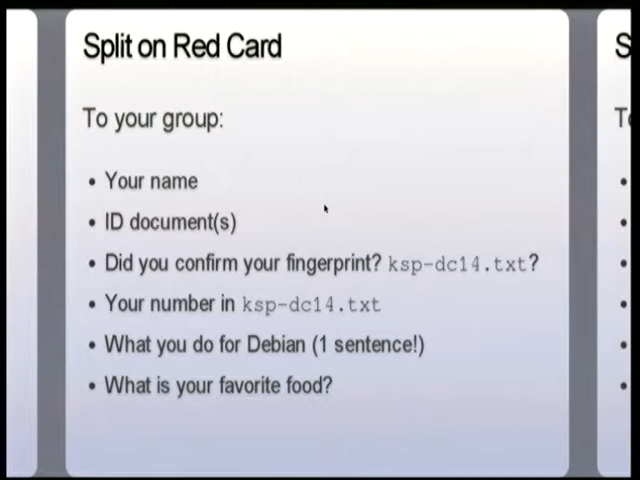 Split on Red Card
To your group:
• Your name
• ID document(s)
• Did you confirm your fingerprint? ksp-dc14.txt?
• Your number in ksp-dc14.txt
• What you do for Debian (1 sentence!)
• What is your favorite food?
S
To